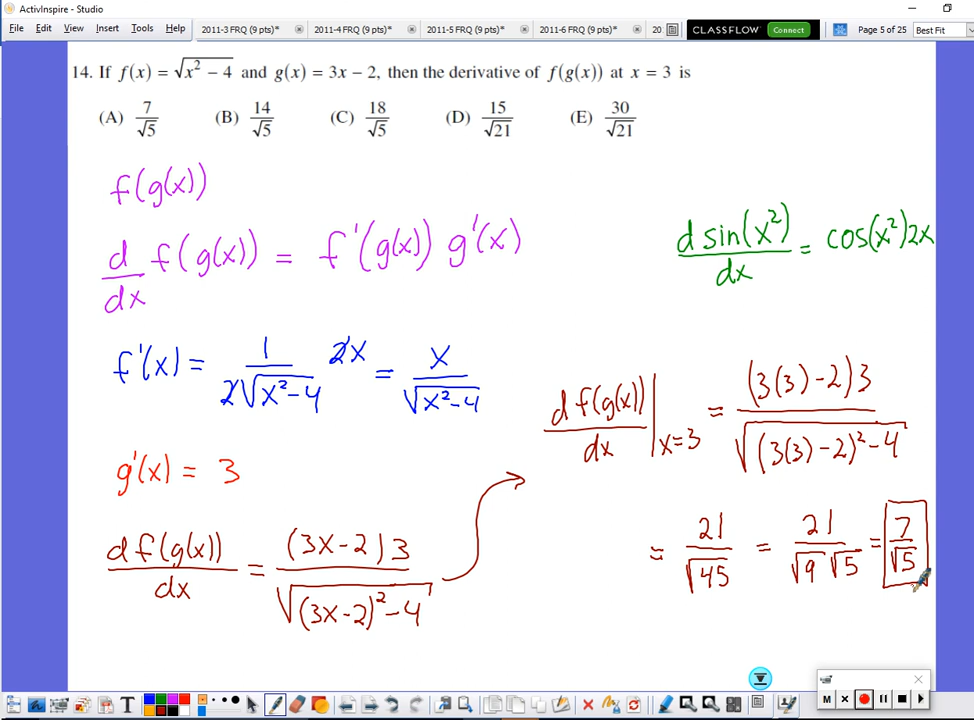 ActivInspire - Studio
File Edit View Insert Tools Help 2011-3 FRQ (9 pts)* 2011-4 FRQ (9 pts)* 2011-5 FRQ (9 pts)* 2011-6 FRQ (9 pts)* 20 CLASSFLOW Connect Page 5 of 25 Best Fit
14. If f(x) = √(x² − 4) and g(x) = 3x − 2, then the derivative of f(g(x)) at x = 3 is
(A) 7/√5 (B) 14/√5 (C) 18/√5 (D) 15/√21 (E) 30/√21
f(g(x))
d/dx f(g(x)) = f'(g(x)) g'(x)
d sin(x²)/dx = cos(x²)2x
f'(x) = 1/(2√(x²−4)) 2x = x/√(x²−4)
g'(x) = 3
d f(g(x))/dx = (3x−2)3/√((3x−2)²−4)
d f(g(x))/dx |x=3 = (3(3)−2)3/√((3(3)−2)²−4)
= 21/√45 = 21/(√9 √5) = 7/√5
T
M